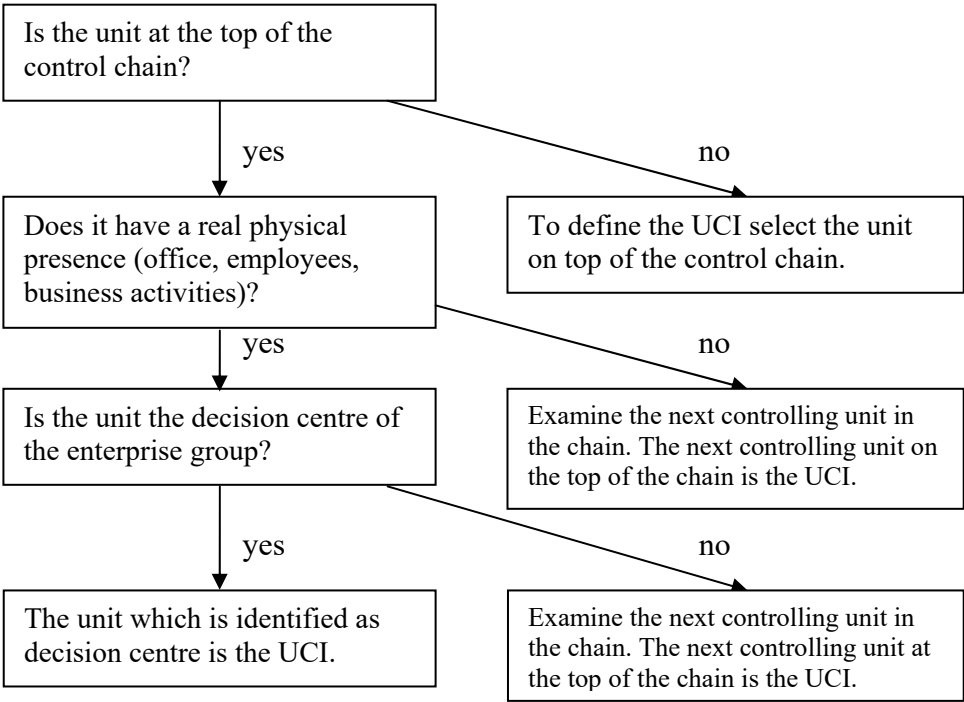 Is the unit at the top of the
control chain?
yes
no
Does it have a real physical
presence (office, employees,
business activities)?
To define the UCI select the unit
on top of the control chain.
yes
no
Is the unit the decision centre of
the enterprise group?
Examine the next controlling unit in
the chain. The next controlling unit on
the top of the chain is the UCI.
yes
no
The unit which is identified as
decision centre is the UCI.
Examine the next controlling unit in
the chain. The next controlling unit at
the top of the chain is the UCI.